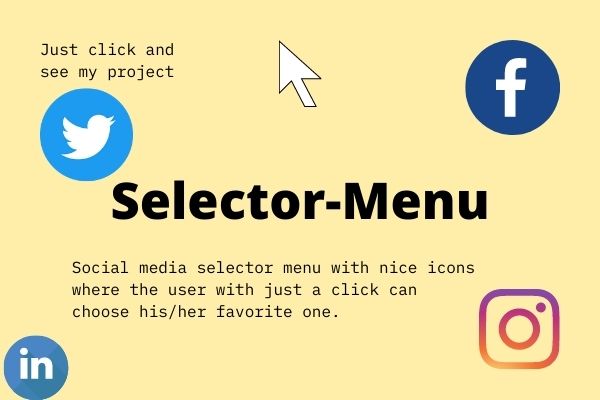 Just click and
see my project
f
Selector-Menu
Social media selector menu with nice icons
where the user with just a click can
choose his/her favorite one.
in